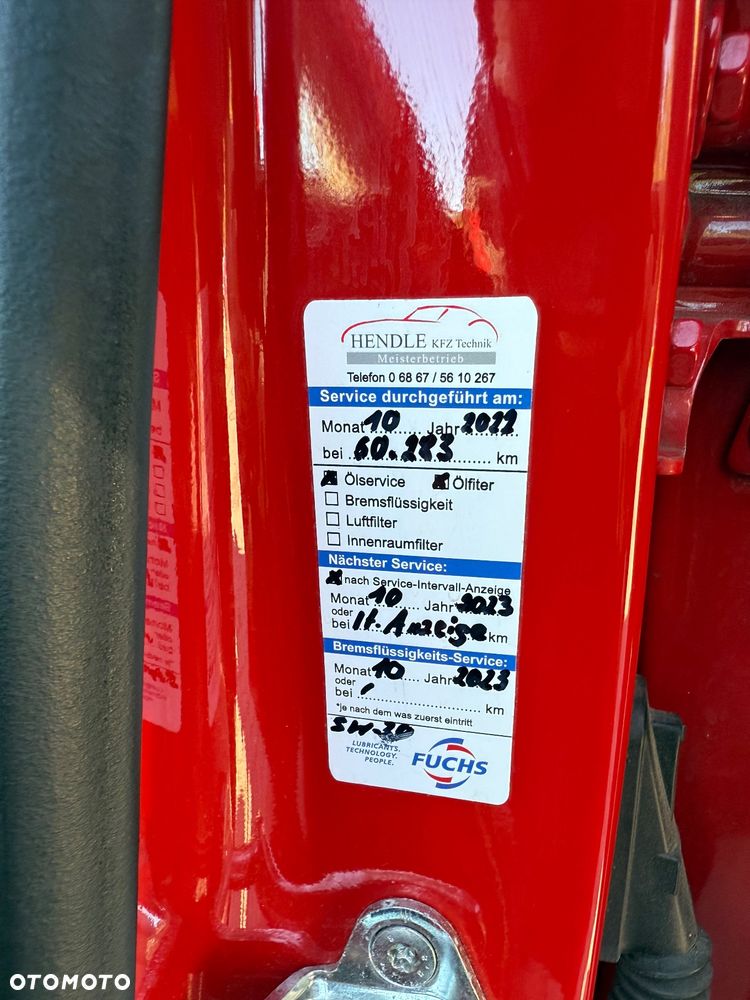 HENDLE KFZ Technik
Meisterbetrieb
Telefon 0 68 67 / 56 10 267
Service durchgeführt am:
Monat 10 Jahr 2022
bei 60.283 km
Ölservice Ölfiter
Bremsflüssigkeit
Luftfilter
Innenraumfilter
Nächster Service:
nach Service-Intervall-Anzeige
Monat 10 Jahr 2023
oder
bei lt. Anzeige km
Bremsflüssigkeits-Service:
Monat 10 Jahr 2023
oder
bei / km
*je nach dem was zuerst eintritt
5W-30
LUBRICANTS.
TECHNOLOGY.
PEOPLE.
FUCHS
OTOMOTO